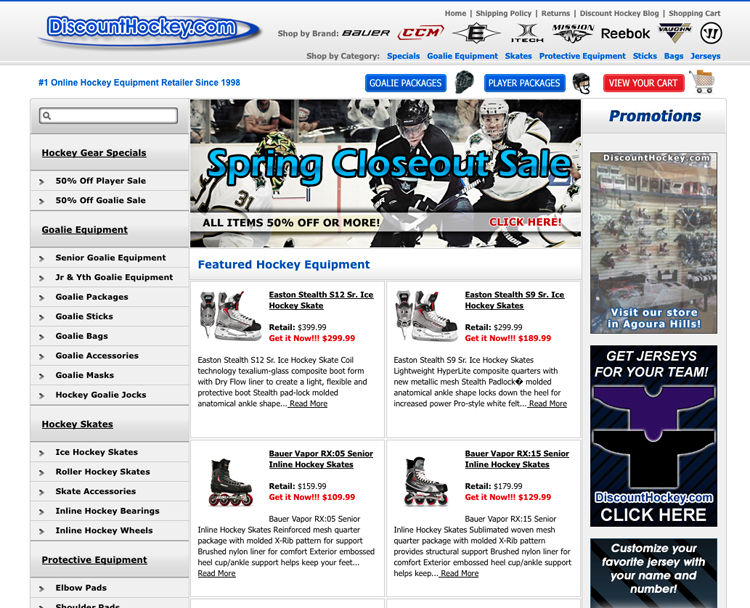 DiscountHockey.com
Home | Shipping Policy | Returns | Discount Hockey Blog | Shopping Cart
Shop by Brand: BAUER CCM E ITECH MISSION Reebok VAUGHN
Shop by Category: Specials Goalie Equipment Skates Protective Equipment Sticks Bags Jerseys
#1 Online Hockey Equipment Retailer Since 1998
GOALIE PACKAGES
PLAYER PACKAGES
VIEW YOUR CART
Hockey Gear Specials
50% Off Player Sale
50% Off Goalie Sale
Goalie Equipment
Senior Goalie Equipment
Jr & Yth Goalie Equipment
Goalie Packages
Goalie Sticks
Goalie Bags
Goalie Accessories
Goalie Masks
Hockey Goalie Jocks
Hockey Skates
Ice Hockey Skates
Roller Hockey Skates
Skate Accessories
Inline Hockey Bearings
Inline Hockey Wheels
Protective Equipment
Elbow Pads
Shoulder Pads
31
Spring Closeout Sale
ALL ITEMS 50% OFF OR MORE!
CLICK HERE!
Featured Hockey Equipment
Easton Stealth S12 Sr. Ice
Hockey Skate
Retail: $399.99
Get it Now!!! $299.99
Easton Stealth S12 Sr. Ice Hockey Skate Coil
technology texalium-glass composite boot form
with Dry Flow liner to create a light, flexible and
protective boot Stealth pad-lock molded
anatomical ankle shape... Read More
Easton Stealth S9 Sr. Ice
Hockey Skates
Retail: $299.99
Get it Now!!! $189.99
Easton Stealth S9 Sr. Ice Hockey Skates
Lightweight HyperLite composite quarters with
new metallic mesh Stealth Padlock� molded
anatomical ankle shape locks down the heel for
increased power Pro-style white felt... Read More
Bauer Vapor RX:05 Senior
Inline Hockey Skates
Retail: $159.99
Get it Now!!! $109.99
Bauer Vapor RX:05 Senior
Inline Hockey Skates Reinforced mesh quarter
package with molded X-Rib pattern for support
Brushed nylon liner for comfort Exterior embossed
heel cup/ankle support helps keep your feet...
Read More
Bauer Vapor RX:15 Senior
Inline Hockey Skates
Retail: $179.99
Get it Now!!! $129.99
Bauer Vapor RX:15 Senior
Inline Hockey Skates Sublimated woven mesh
quarter package with molded X-Rib pattern
provides structural support Brushed nylon liner for
comfort Exterior embossed heel cup/ankle support
helps keep... Read More
Promotions
DiscountHockey.com
Visit our store
in Agoura Hills!
GET JERSEYS
FOR YOUR TEAM!
DiscountHockey.com
CLICK HERE
Customize your
favorite jersey with
your name and
number!